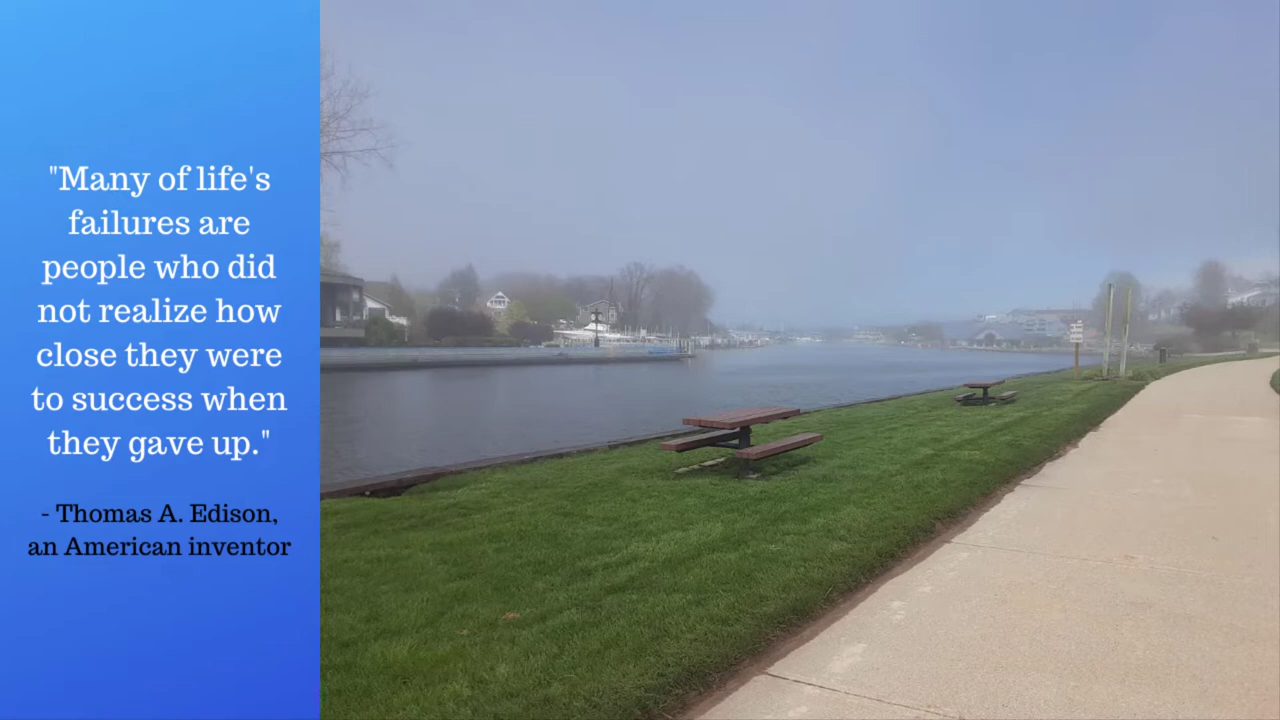 "Many of life's
failures are
people who did
not realize how
close they were
to success when
they gave up."
- Thomas A. Edison,
an American inventor